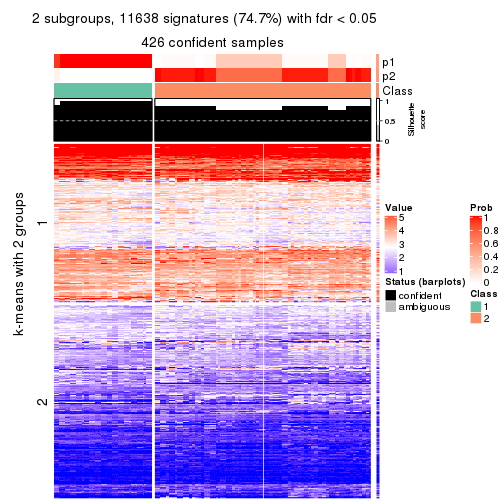 2 subgroups, 11638 signatures (74.7%) with fdr < 0.05
426 confident samples
p1
p2
Class
1
0.5
0
Silhouette
score
k-means with 2 groups
1
2
Value
5
4
3
2
1
Status (barplots)
confident
ambiguous
Prob
1
0.8
0.6
0.4
0.2
0
Class
1
2